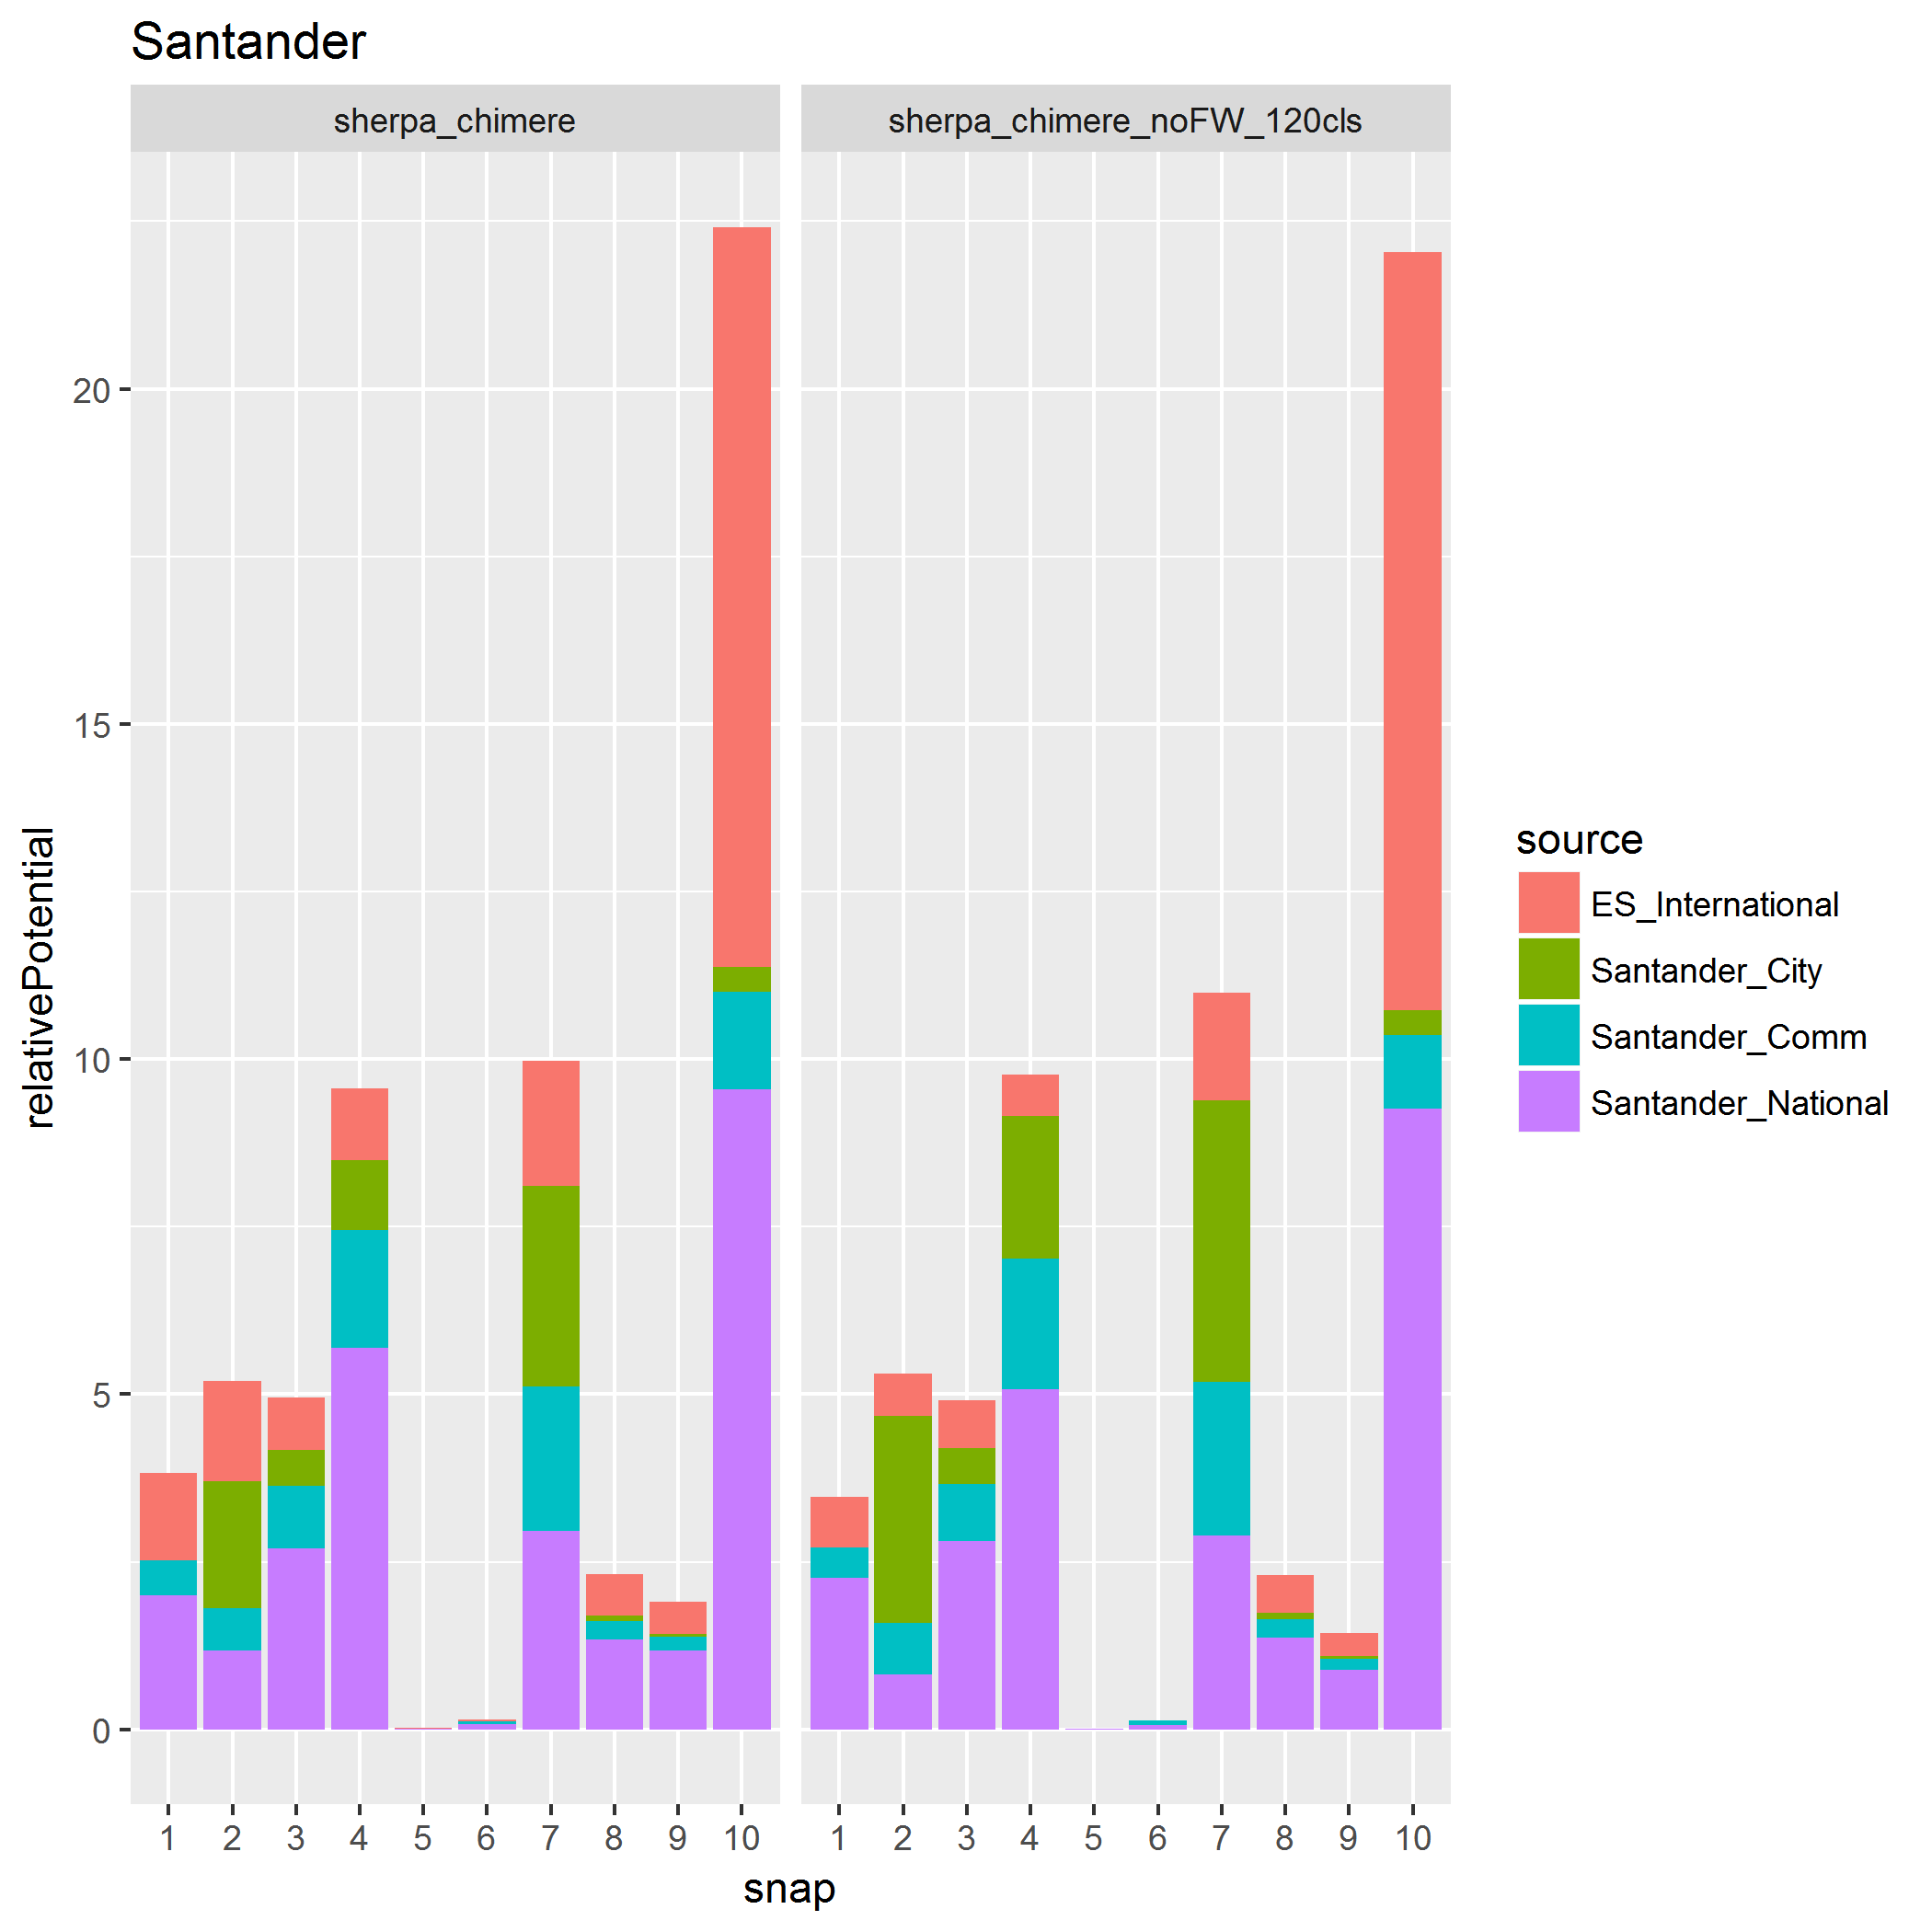 Santander
sherpa_chimere
sherpa_chimere_noFW_120cls
20
15
10
5
0
relativePotential
1 2 3 4 5 6 7 8 9 10
1 2 3 4 5 6 7 8 9 10
snap
source
ES_International
Santander_City
Santander_Comm
Santander_National